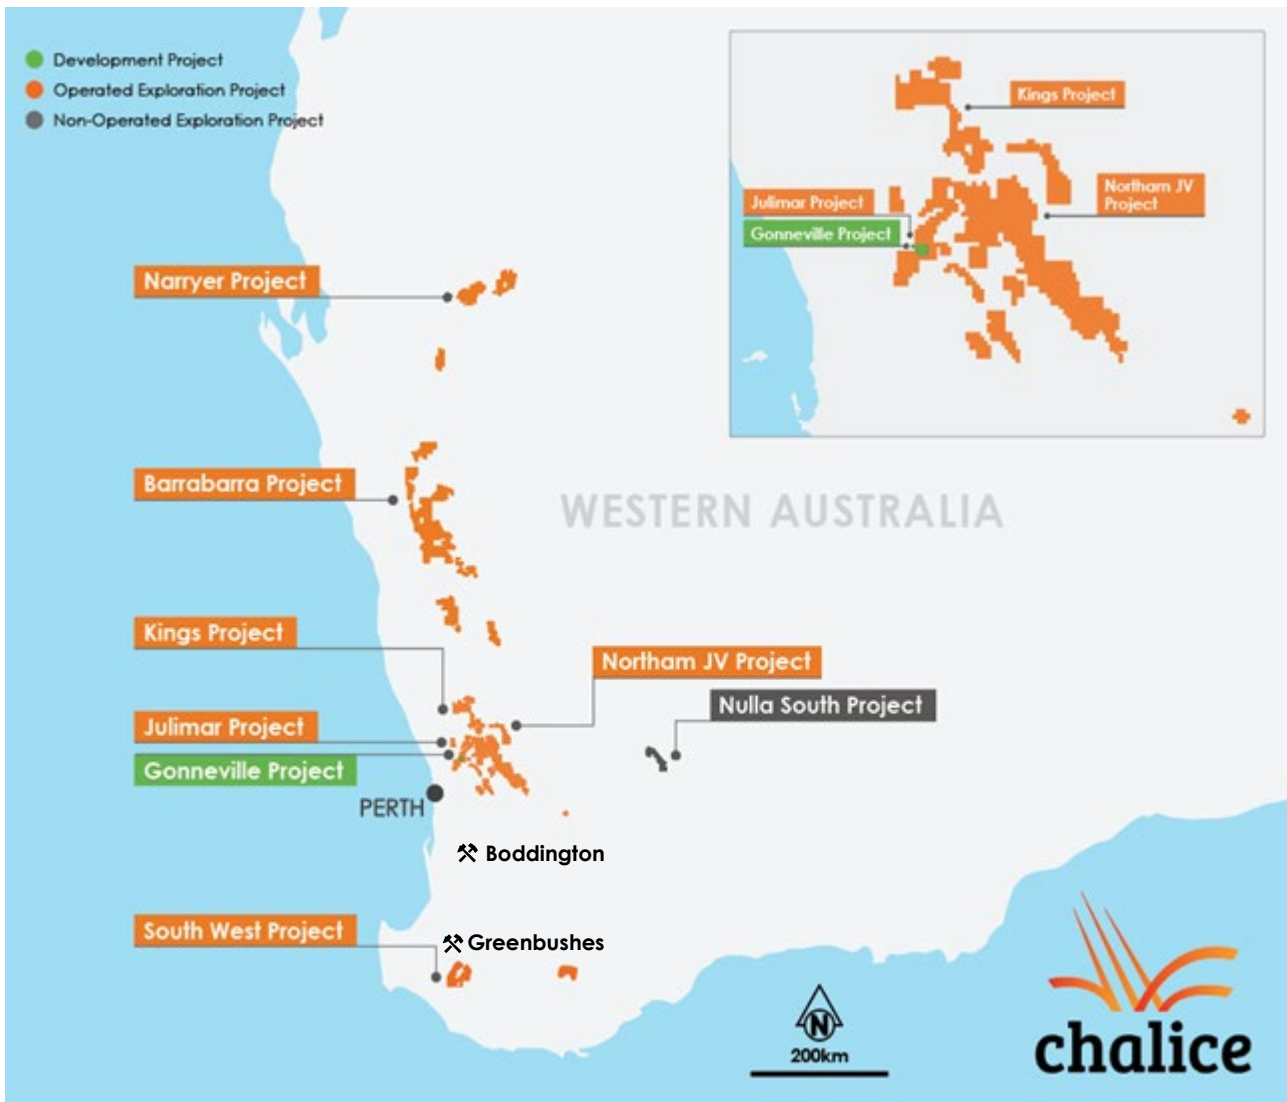 Development Project
Operated Exploration Project
Non-Operated Exploration Project
Kings Project
Julimar Project
Northam JV
Project
Gonneville Project
Narryer Project
Barrabarra Project
WESTERN AUSTRALIA
Kings Project
Northam JV Project
Nulla South Project
Julimar Project
Gonneville Project
PERTH
Boddington
South West Project
Greenbushes
N
200km
chalice